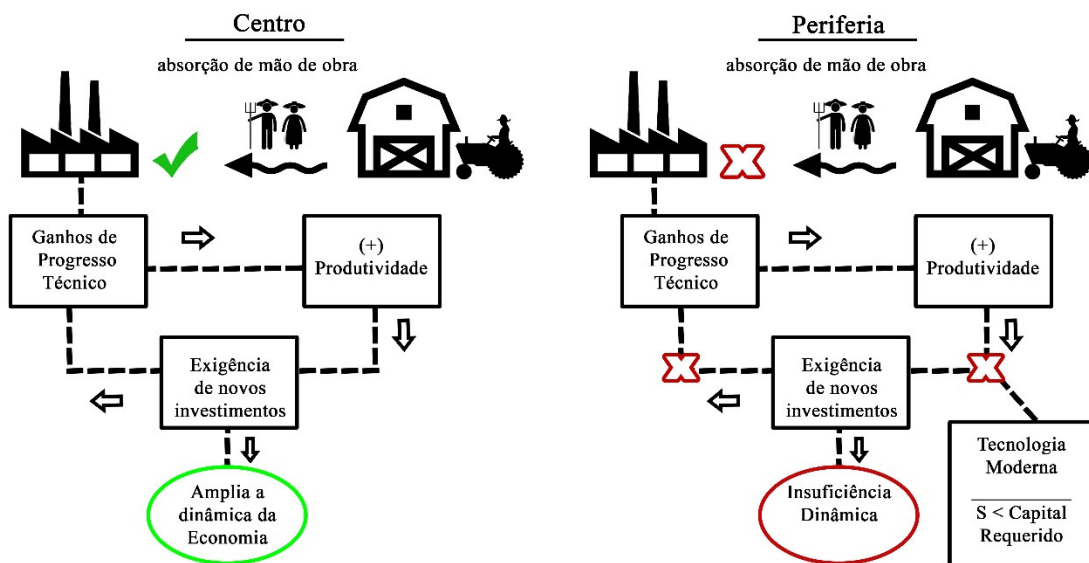 Centro
absorção de mão de obra
Ganhos de
Progresso
Técnico
(+)
Produtividade
Exigência
de novos
investimentos
Amplia a
dinâmica da
Economia
Periferia
absorção de mão de obra
Ganhos de
Progresso
Técnico
(+)
Produtividade
Exigência
de novos
investimentos
Insuficiência
Dinâmica
Tecnologia
Moderna
S < Capital
Requerido